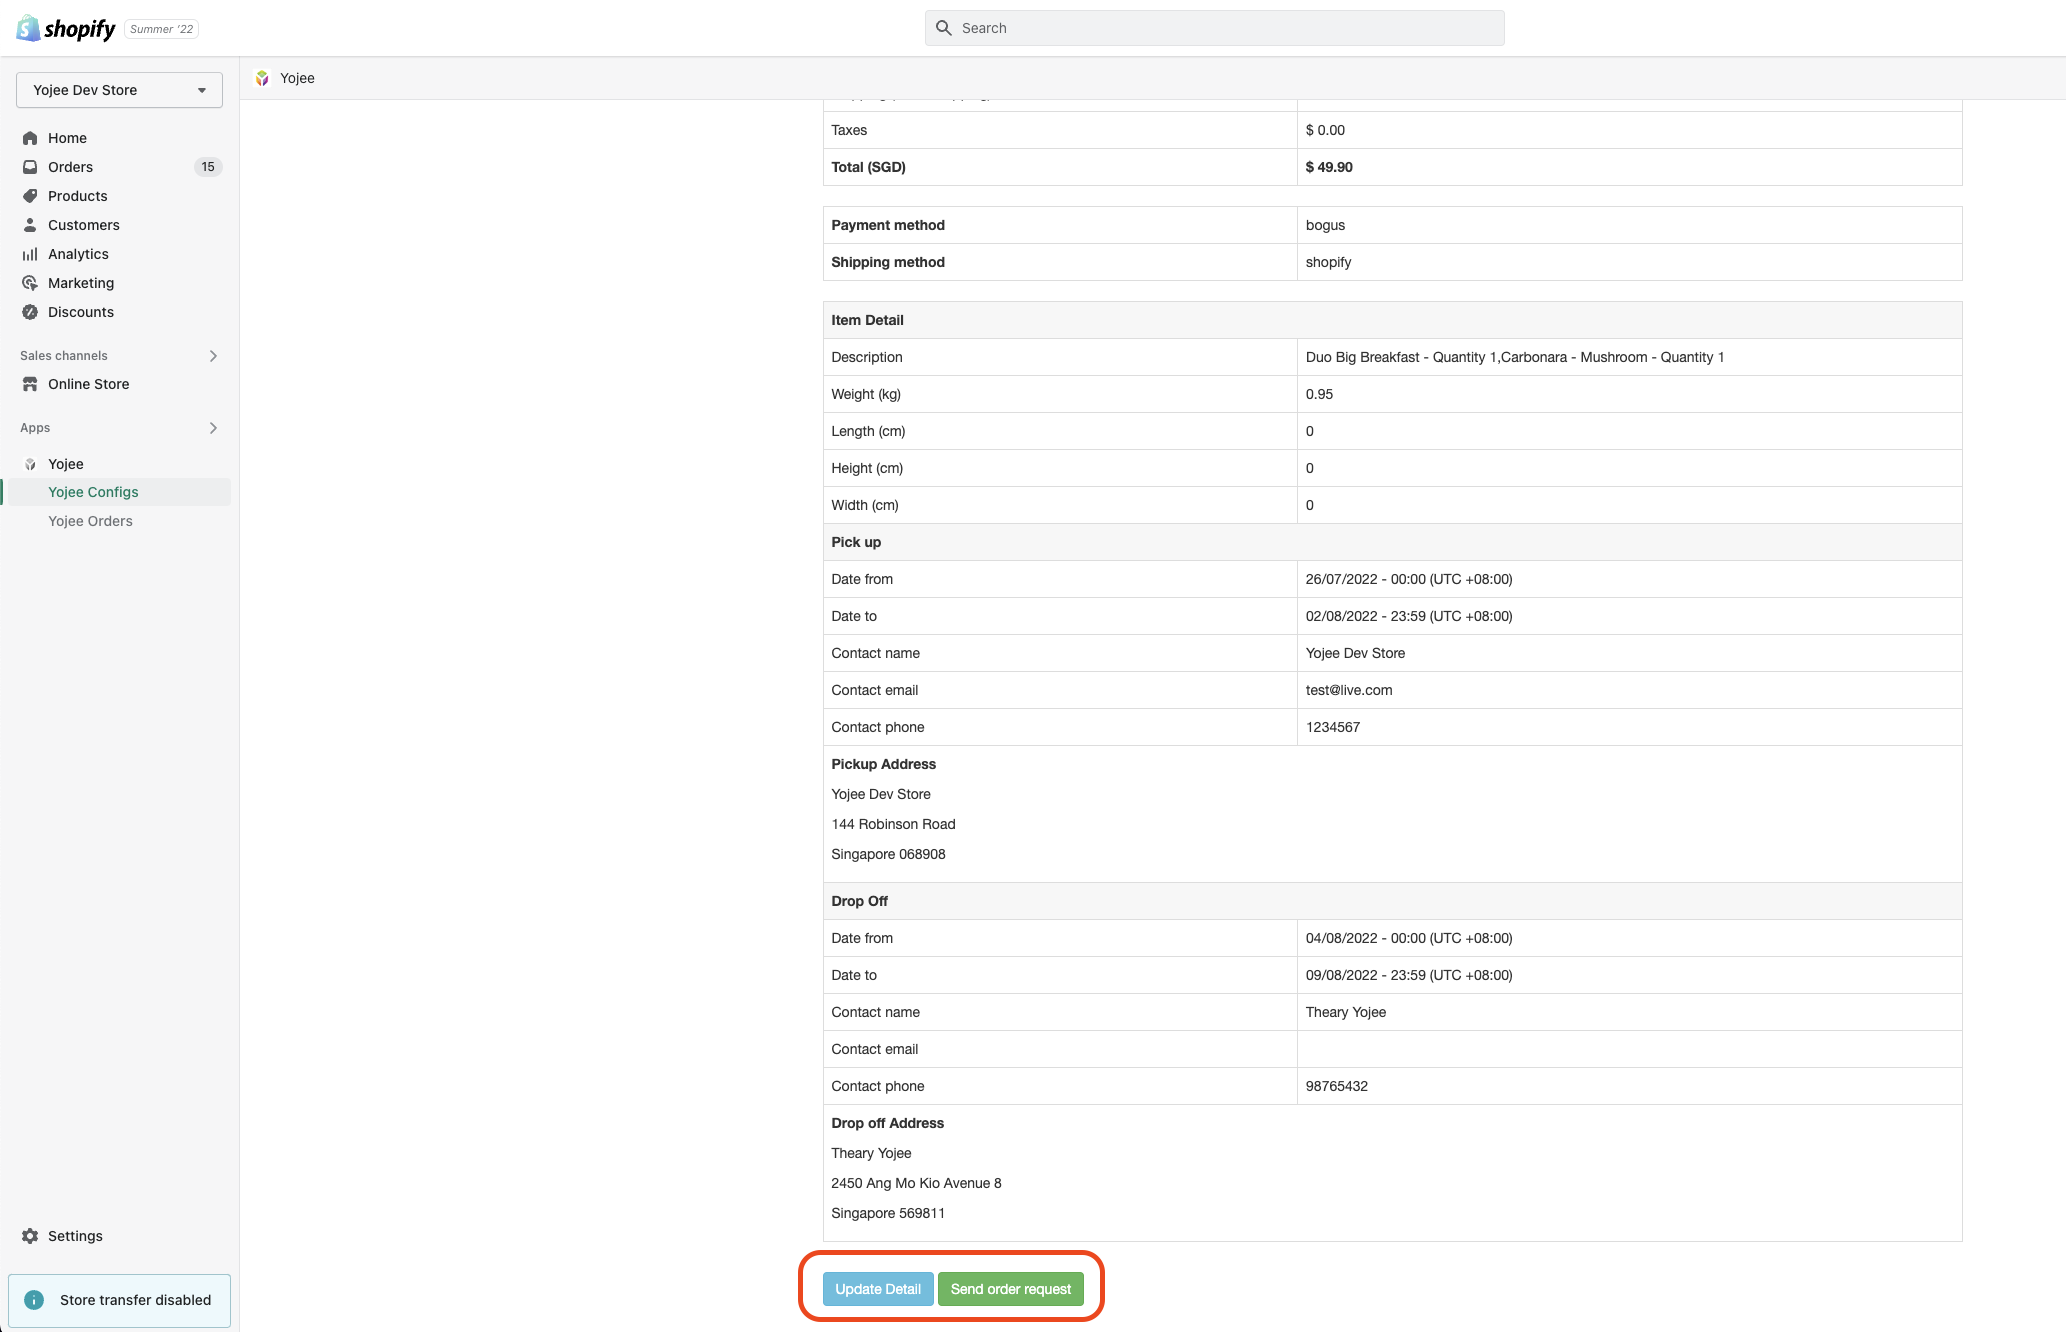 shopify Summer '22
Search
Yojee Dev Store
Home
Orders 15
Products
Customers
Analytics
Marketing
Discounts
Sales channels
Online Store
Apps
Yojee
Yojee Configs
Yojee Orders
Settings
Store transfer disabled
Yojee
Taxes $ 0.00
Total (SGD) $ 49.90
Payment method bogus
Shipping method shopify
Item Detail
Description Duo Big Breakfast - Quantity 1,Carbonara - Mushroom - Quantity 1
Weight (kg) 0.95
Length (cm) 0
Height (cm) 0
Width (cm) 0
Pick up
Date from 26/07/2022 - 00:00 (UTC +08:00)
Date to 02/08/2022 - 23:59 (UTC +08:00)
Contact name Yojee Dev Store
Contact email test@live.com
Contact phone 1234567
Pickup Address
Yojee Dev Store
144 Robinson Road
Singapore 068908
Drop Off
Date from 04/08/2022 - 00:00 (UTC +08:00)
Date to 09/08/2022 - 23:59 (UTC +08:00)
Contact name Theary Yojee
Contact email
Contact phone 98765432
Drop off Address
Theary Yojee
2450 Ang Mo Kio Avenue 8
Singapore 569811
Update Detail Send order request